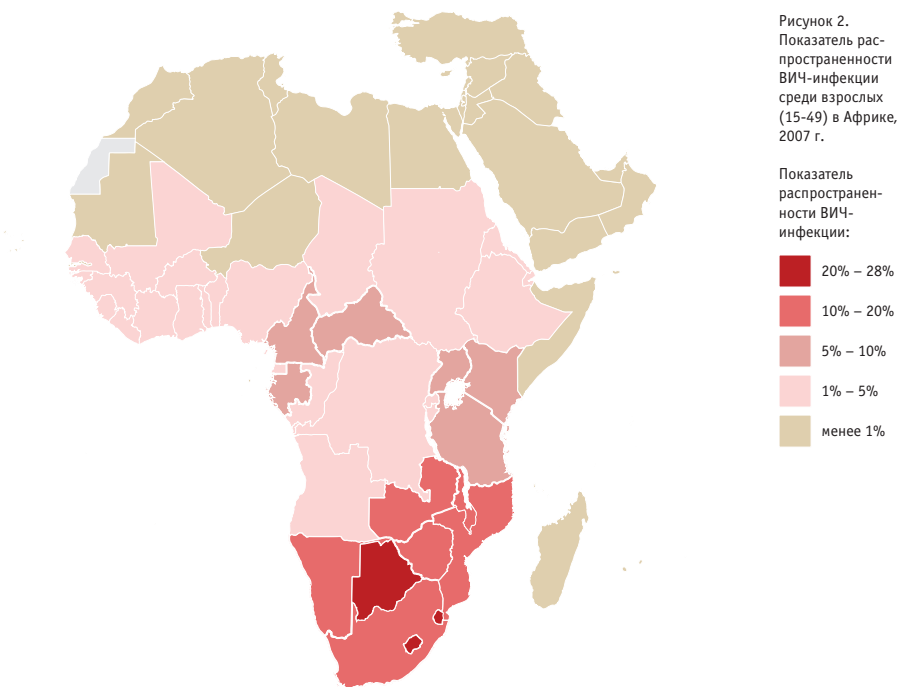 Рисунок 2.
Показатель рас-
пространенности
ВИЧ-инфекции
среди взрослых
(15-49) в Африке,
2007 г.
Показатель
распространен-
ности ВИЧ-
инфекции:
20% – 28%
10% – 20%
5% – 10%
1% – 5%
менее 1%